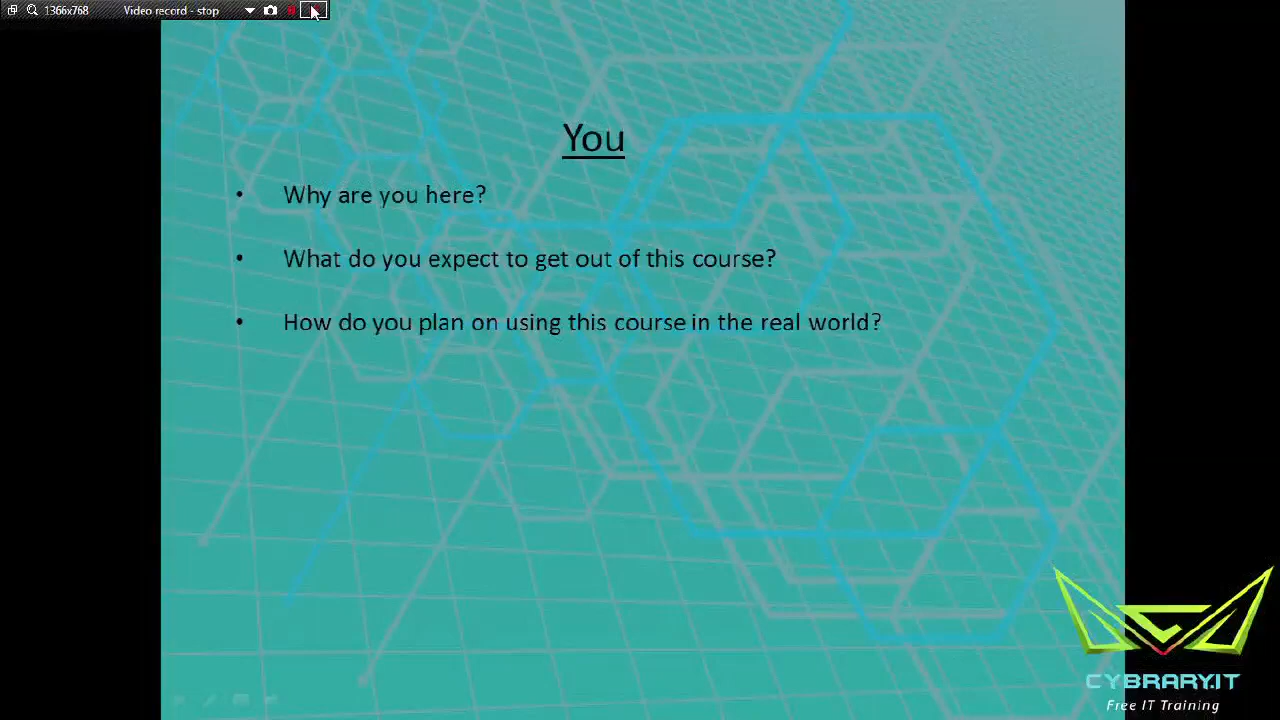 1366x768
Video record - stop
You
• Why are you here?
• What do you expect to get out of this course?
• How do you plan on using this course in the real world?
CYBRARY.IT
Free IT Training